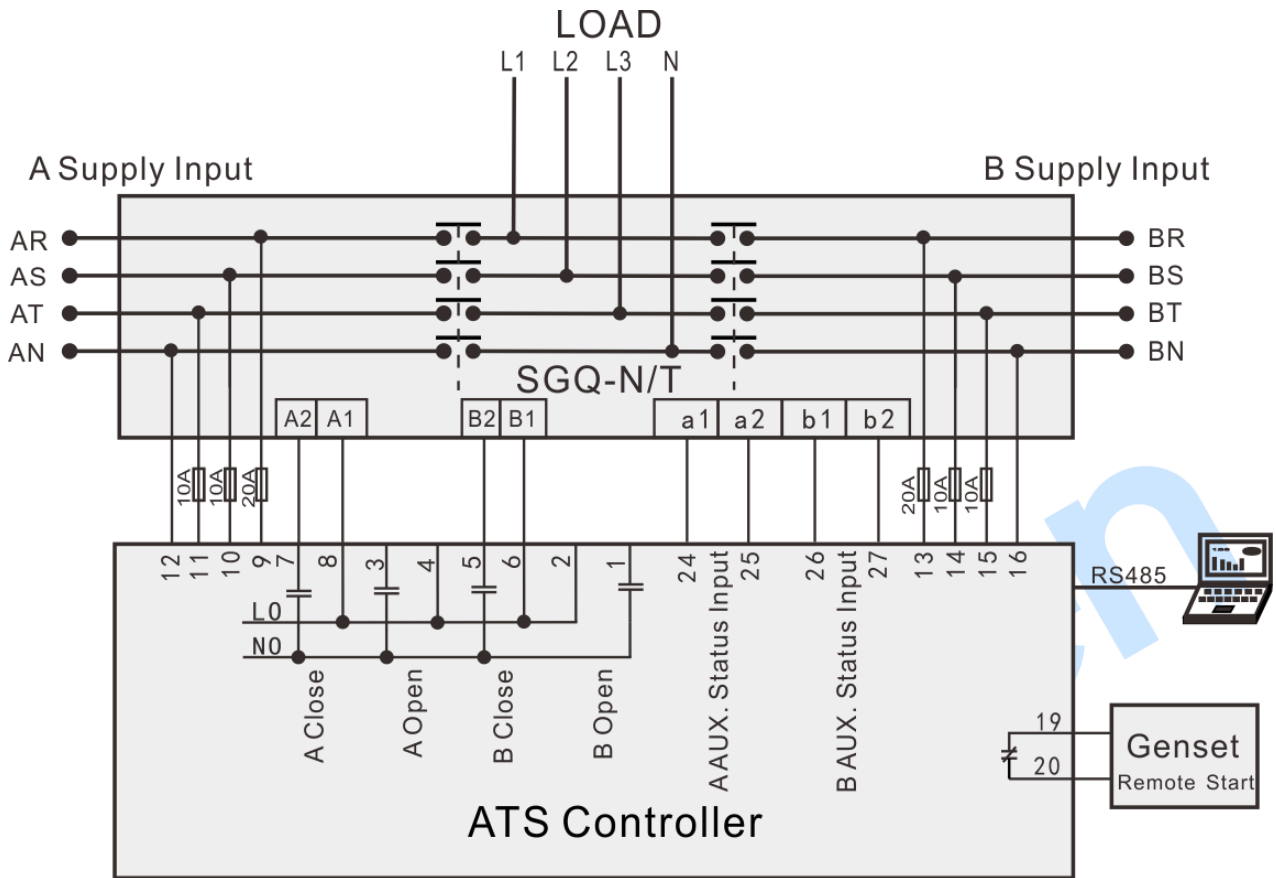 LOAD
L1 L2 L3 N
A Supply Input
B Supply Input
AR
AS
AT
AN
BR
BS
BT
BN
SGQ-N/T
A2 A1
B2 B1
a1 a2 b1 b2
10A 10A 20A
20A 10A 10A
12 11 10 9 7 8 3 4 5 6 2 1 24 25 26 27 13 14 15 16
L0
N0
A Close
A Open
B Close
B Open
A AUX. Status Input
B AUX. Status Input
RS485
19
20
Genset
Remote Start
ATS Controller